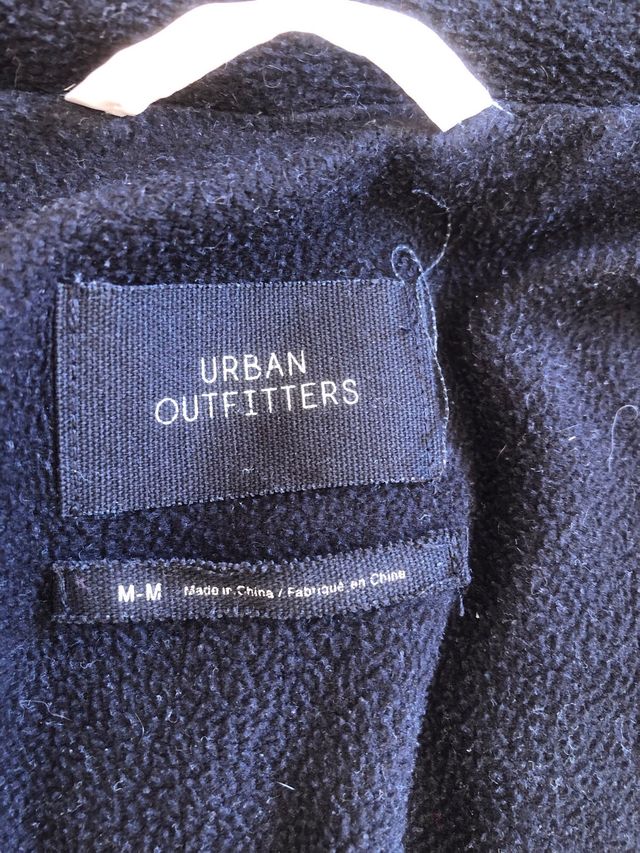 URBAN
OUTFITTERS
M-M Made in China / Fabriqué en Chine